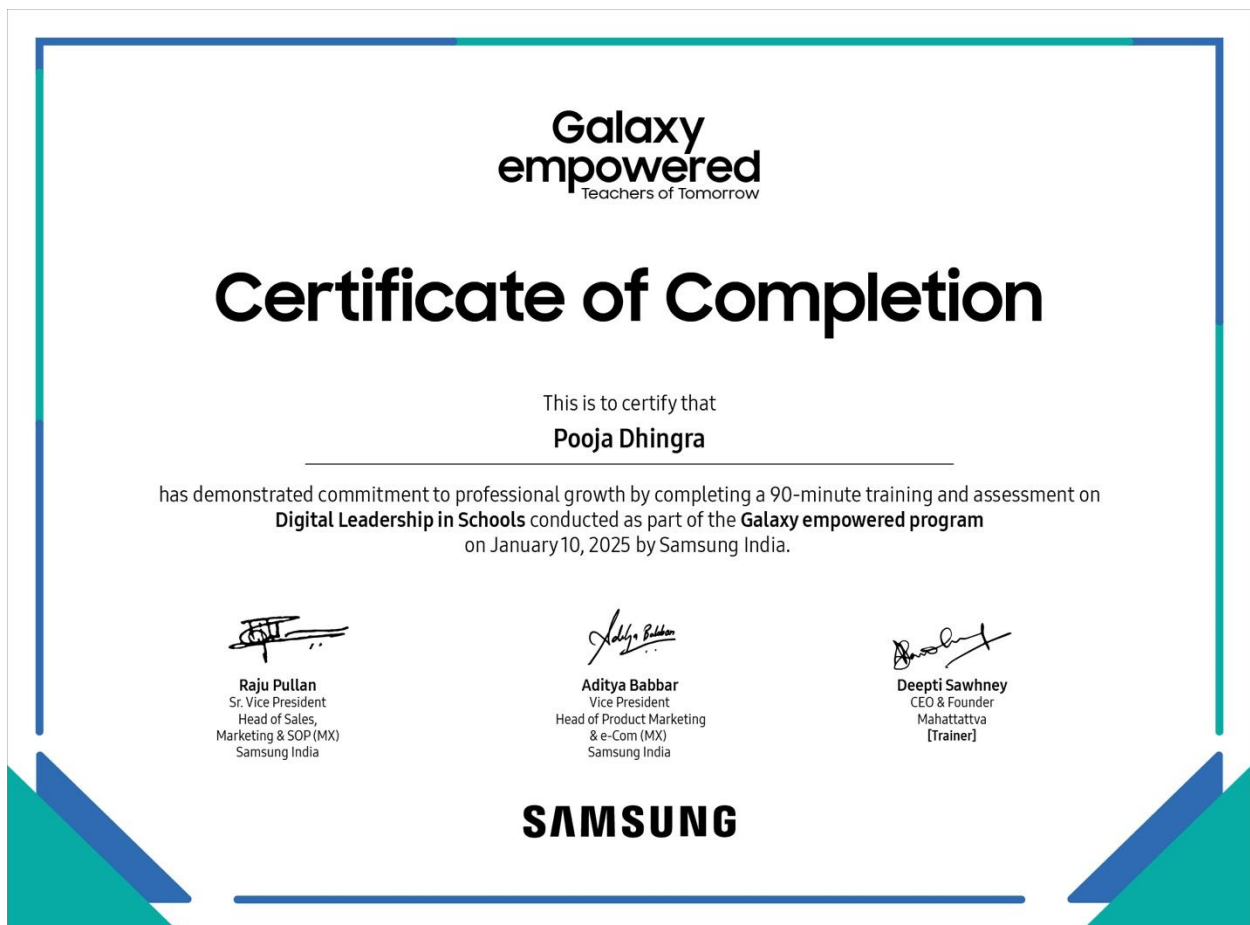 Galaxy
empowered
Teachers of Tomorrow
Certificate of Completion
This is to certify that
Pooja Dhingra
has demonstrated commitment to professional growth by completing a 90-minute training and assessment on
Digital Leadership in Schools conducted as part of the Galaxy empowered program
on January 10, 2025 by Samsung India.
Aditya Babbar
Raju Pullan
Sr. Vice President
Head of Sales,
Marketing & SOP (MX)
Samsung India
Aditya Babbar
Vice President
Head of Product Marketing
& e-Com (MX)
Samsung India
Deepti Sawhney
CEO & Founder
Mahattattva
[Trainer]
SAMSUNG